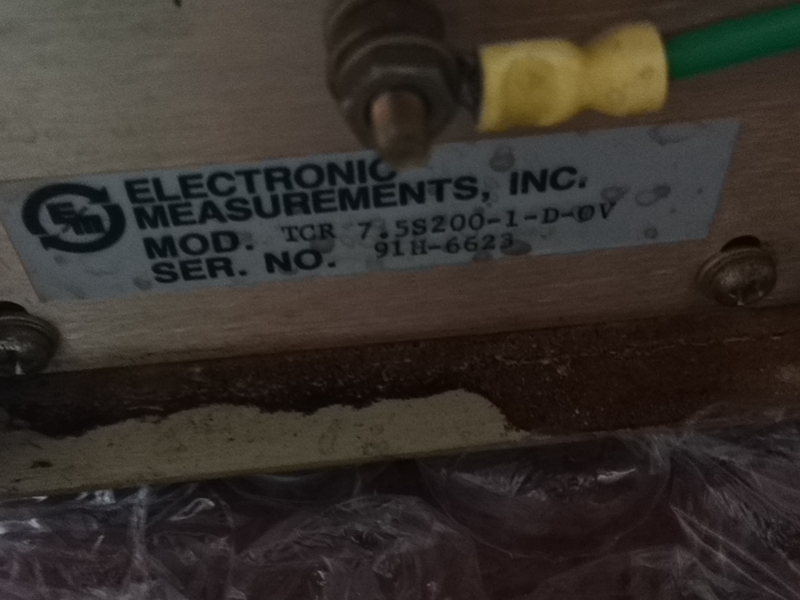 E/M
ELECTRONIC
MEASUREMENTS, INC.
MOD. TCR 7.5S200-1-D-OV
SER. NO. 91H-6623